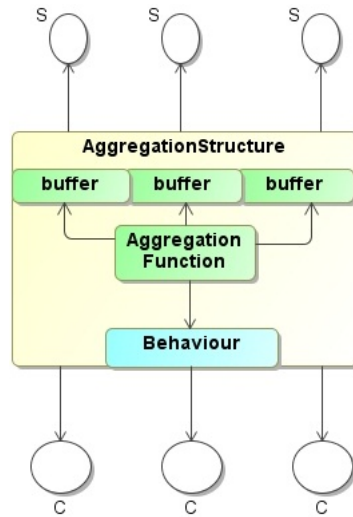 S S S
AggregationStructure
buffer buffer buffer
Aggregation
Function
Behaviour
C C C